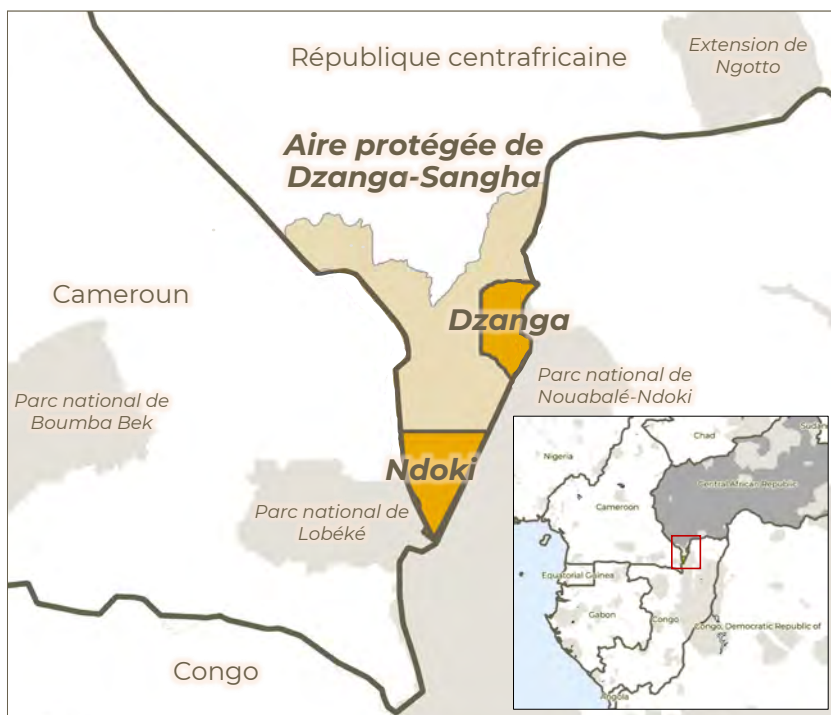 République centrafricaine
Extension de
Ngotto
Aire protégée de
Dzanga-Sangha
Cameroun
Dzanga
Parc national de
Boumba Bek
Parc national de
Nouabalé-Ndoki
Ndoki
Parc national de
Lobéké
Congo
Chad
Sudan
Nigeria
Central African Republic
Cameroon
Equatorial Guinea
Gabon
Congo
Congo, Democratic Republic of
Angola